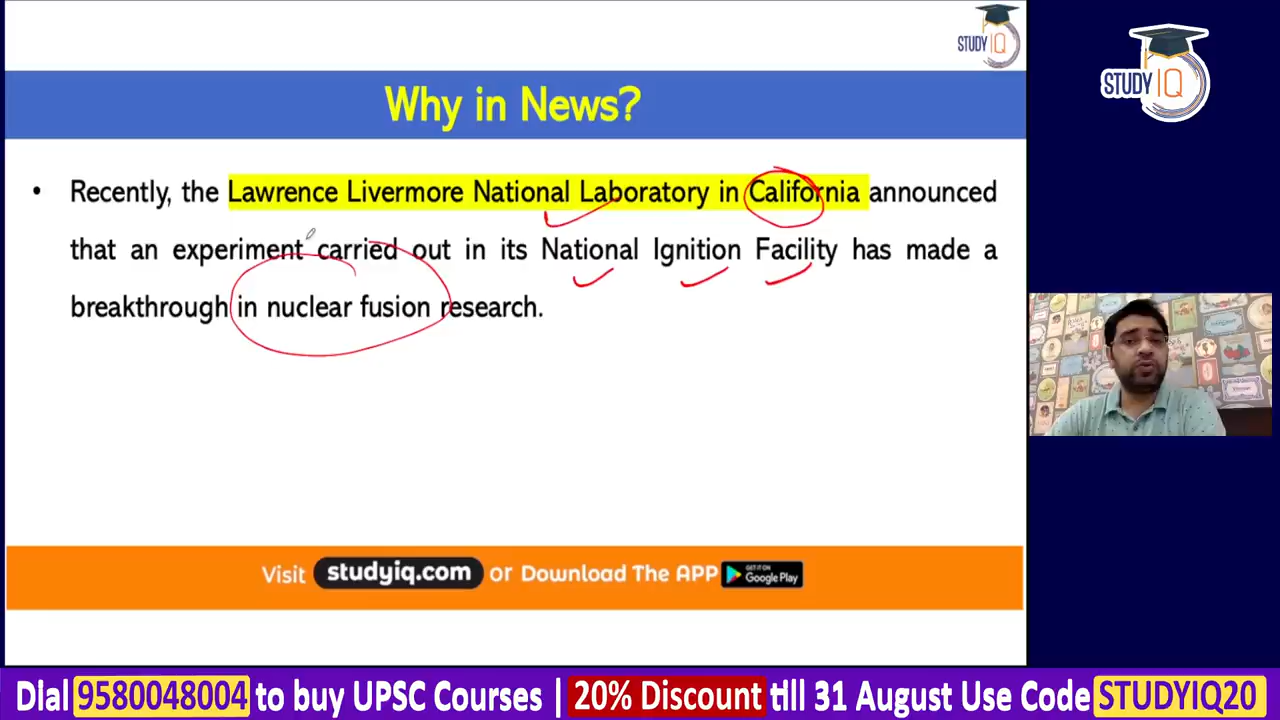 STUDY IQ
STUDY IQ
Why in News?
• Recently, the Lawrence Livermore National Laboratory in California announced
that an experiment carried out in its National Ignition Facility has made a
breakthrough in nuclear fusion research.
Visit studyiq.com or Download The APP GET IT ON Google Play
Dial 9580048004 to buy UPSC Courses | 20% Discount till 31 August Use Code STUDYIQ20